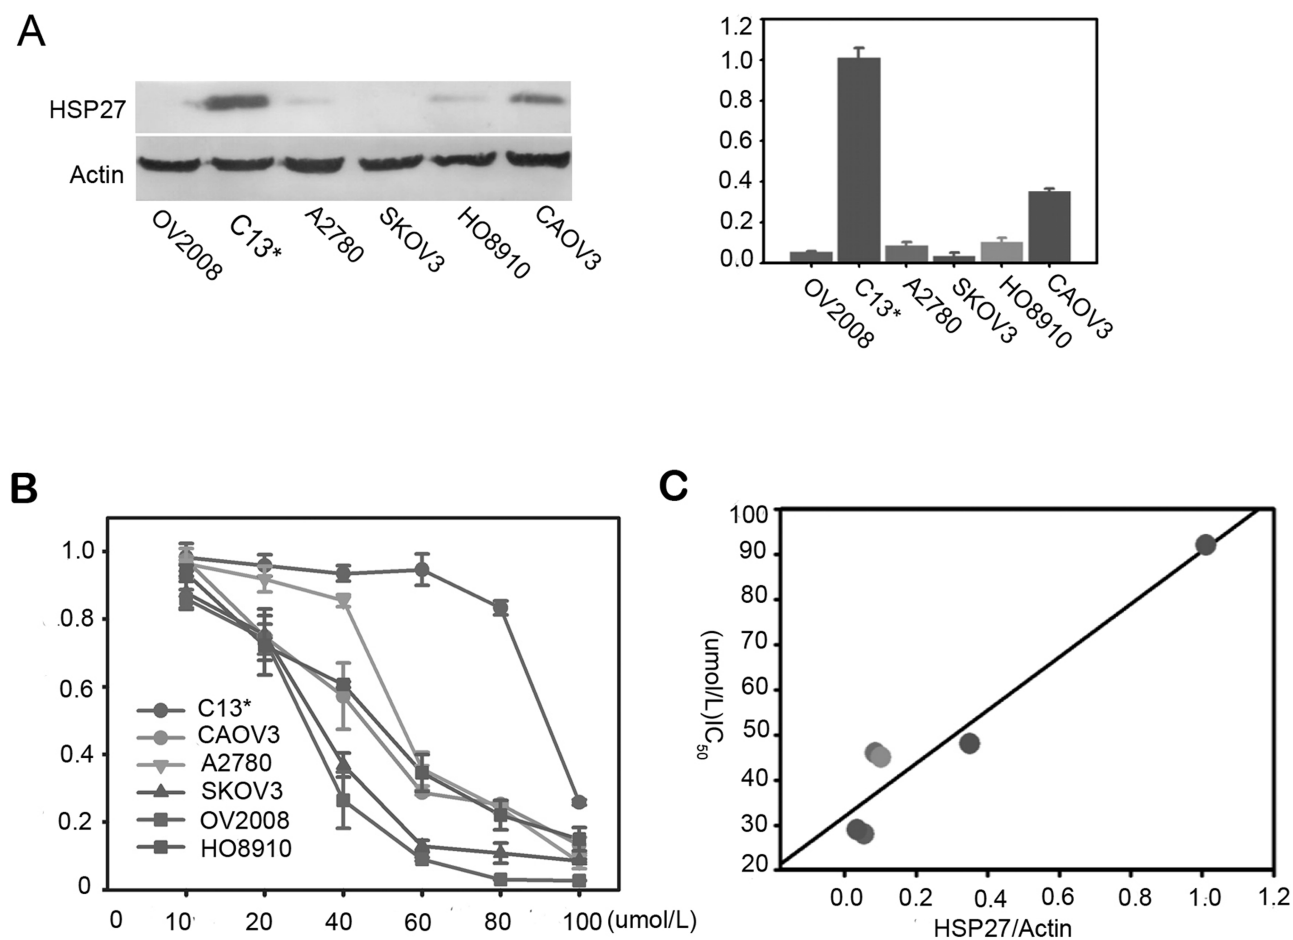 A
HSP27
Actin
OV2008
C13*
A2780
SKOV3
HO8910
CAOV3
1.2
1.0
0.8
0.6
0.4
0.2
0.0
OV2008
C13*
A2780
SKOV3
HO8910
CAOV3
B
1.0
0.8
0.6
0.4
0.2
0
C13*
CAOV3
A2780
SKOV3
OV2008
HO8910
0 10 20 40 60 80 100 (umol/L)
C
100
90
80
70
60
50
40
30
20
(umol/L)IC50
0.0 0.2 0.4 0.6 0.8 1.0 1.2
HSP27/Actin